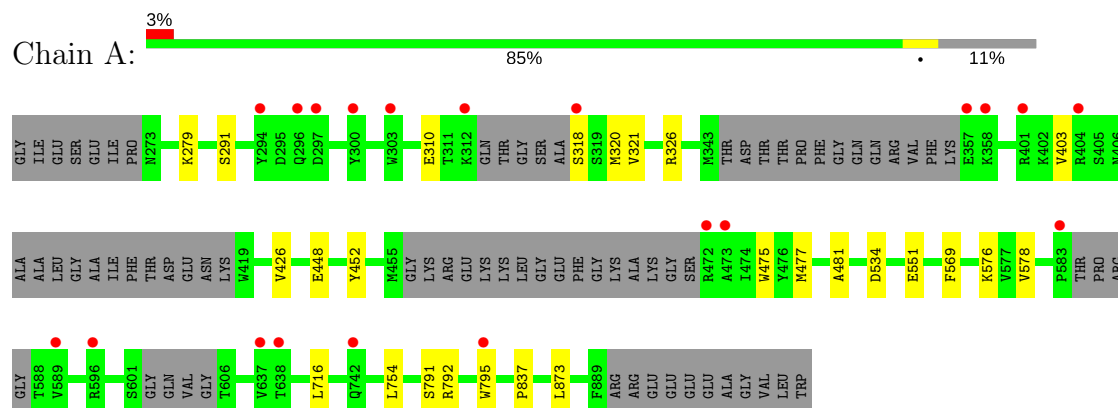 3%
Chain A:
85%
•
11%
GLY ILE GLU SER GLU ILE PRO N273 K279 S291 Y294 D295 Q296 D297 Y300 W303 E310 T311 K312 GLN THR GLY SER ALA S318 S319 M320 V321 R326 M343 THR ASP THR THR PRO PHE GLY GLN GLN ARG VAL PHE LYS E357 K358 R401 K402 V403 R404 S405 N406
ALA ALA LEU GLY ALA ILE PHE THR ASP GLU ASN LYS W419 V426 E448 Y452 M455 GLY LYS ARG GLU LYS LYS LEU GLY GLU PHE GLY LYS ALA LYS GLY SER R472 A473 I474 W475 Y476 M477 A481 D534 E551 F569 K576 V577 V578 P583 THR PRO ARG
GLY T588 V589 R596 S601 GLY GLN VAL GLY T606 V637 T638 L716 Q742 L754 S791 R792 W795 P837 L873 F889 ARG ARG GLU GLU GLU GLU ALA GLY VAL LEU TRP